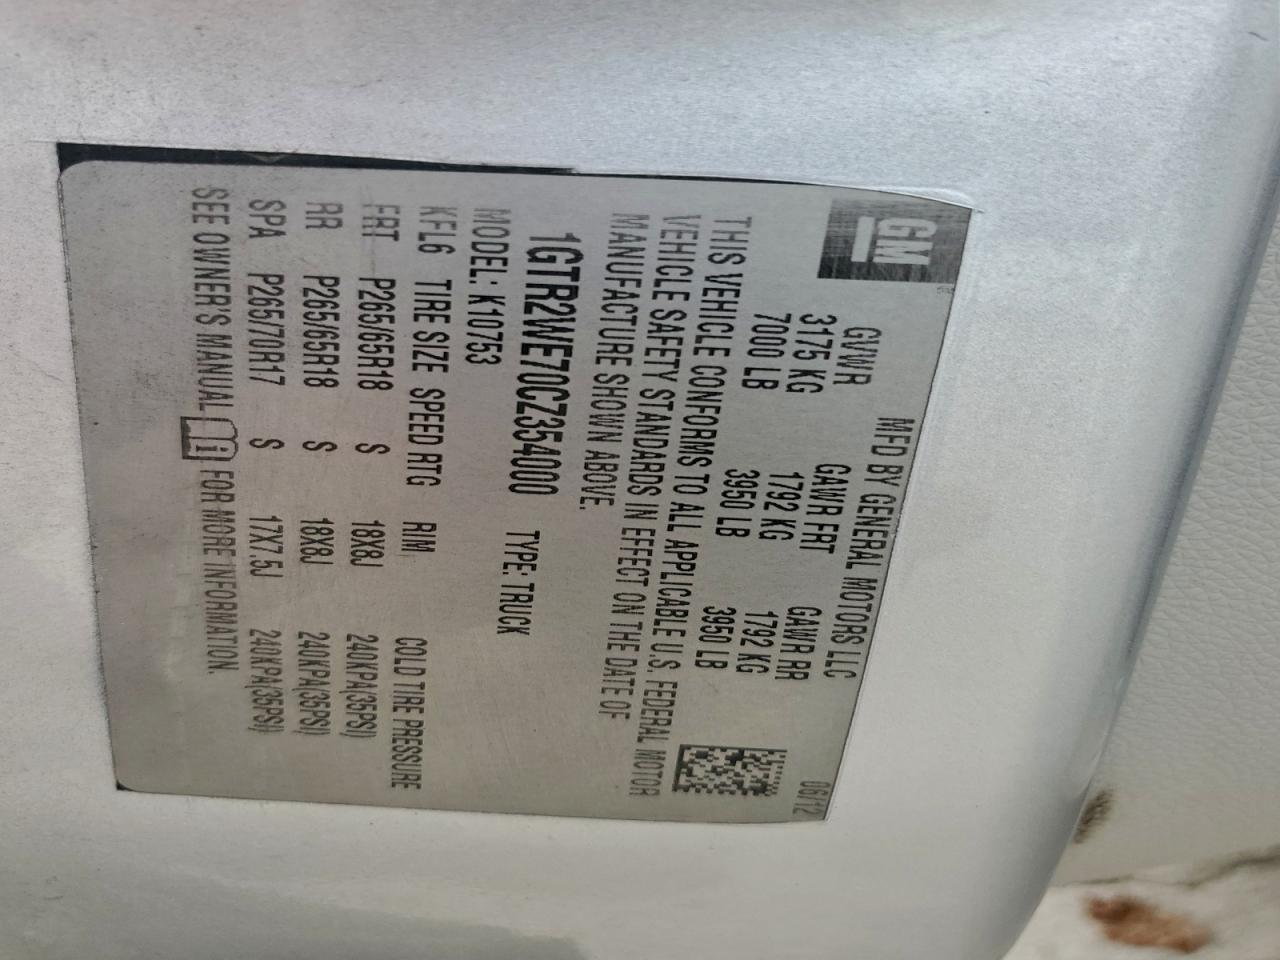 GM
MFD BY GENERAL MOTORS LLC 06/12
GVWR GAWR FRT GAWR RR
3175 KG 1792 KG 1792 KG
7000 LB 3950 LB 3950 LB
THIS VEHICLE CONFORMS TO ALL APPLICABLE U.S. FEDERAL MOTOR
VEHICLE SAFETY STANDARDS IN EFFECT ON THE DATE OF
MANUFACTURE SHOWN ABOVE.
1GTR2WE70CZ354000 TYPE: TRUCK
MODEL: K10753
KFL6 TIRE SIZE SPEED RTG RIM COLD TIRE PRESSURE
FRT P265/65R18 S 18X8J 240KPA(35PSI)
RR P265/65R18 S 18X8J 240KPA(35PSI)
SPA P265/70R17 S 17X7.5J 240KPA(35PSI)
SEE OWNER'S MANUAL i FOR MORE INFORMATION.